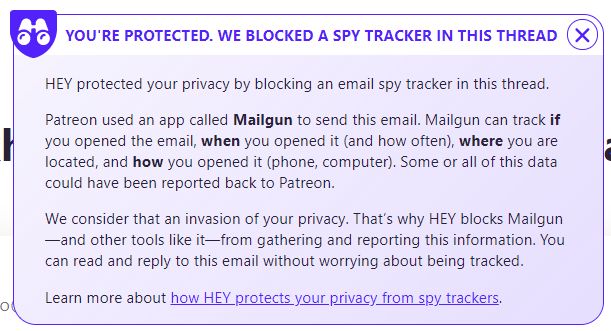 YOU'RE PROTECTED. WE BLOCKED A SPY TRACKER IN THIS THREAD
HEY protected your privacy by blocking an email spy tracker in this thread.
Patreon used an app called Mailgun to send this email. Mailgun can track if
you opened the email, when you opened it (and how often), where you are
located, and how you opened it (phone, computer). Some or all of this data
could have been reported back to Patreon.
We consider that an invasion of your privacy. That's why HEY blocks Mailgun
—and other tools like it—from gathering and reporting this information. You
can read and reply to this email without worrying about being tracked.
Learn more about how HEY protects your privacy from spy trackers.